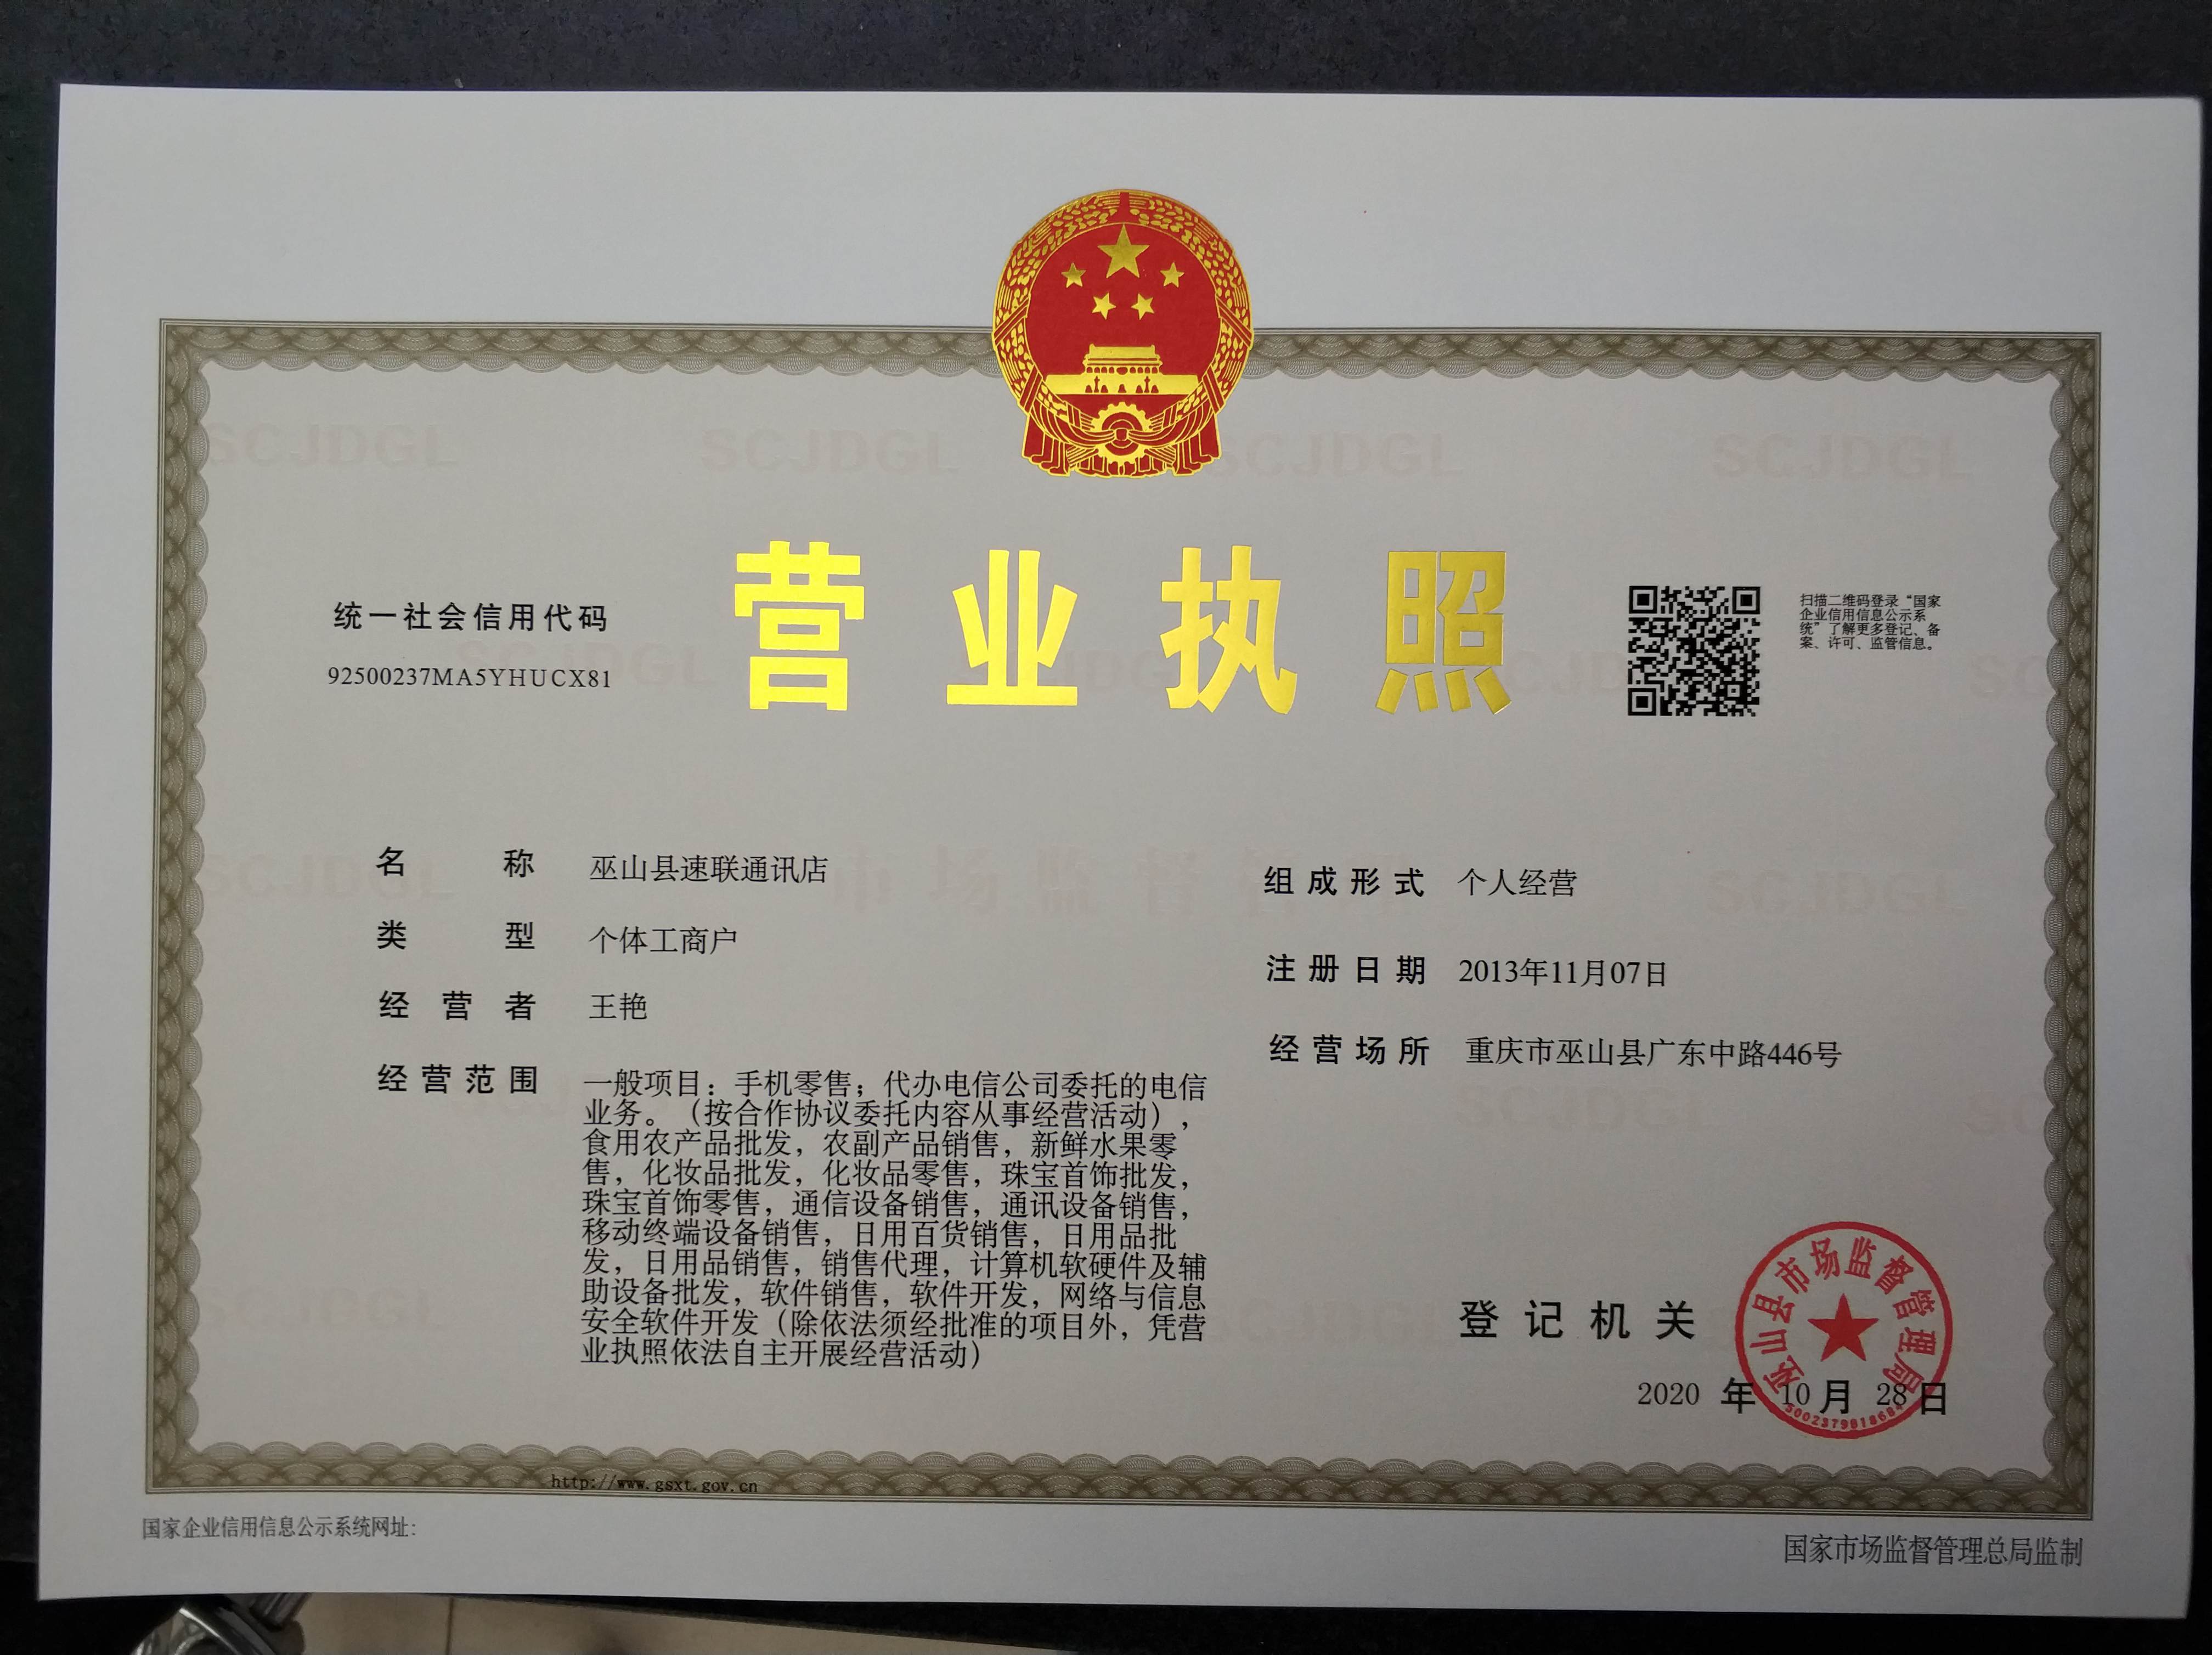 营业执照
统一社会信用代码
92500237MA5YHUCX81
扫描二维码登录“国家
企业信用信息公示系
统”了解更多登记、备
案、许可、监管信息。
名称 巫山县速联通讯店
类型 个体工商户
经营者 王艳
经营范围 一般项目：手机零售；代办电信公司委托的电信
业务。（按合作协议委托内容从事经营活动），
食用农产品批发，农副产品销售，新鲜水果零
售，化妆品批发，化妆品零售，珠宝首饰批发，
珠宝首饰零售，通信设备销售，通讯设备销售，
移动终端设备销售，日用百货销售，日用品批
发，日用品销售，销售代理，计算机软硬件及辅
助设备批发，软件销售，软件开发，网络与信息
安全软件开发（除依法须经批准的项目外，凭营
业执照依法自主开展经营活动）
组成形式 个人经营
注册日期 2013年11月07日
经营场所 重庆市巫山县广东中路446号
登记机关
巫山县市场监督管理局
2020 年 10 月 28 日
http://www.gsxt.gov.cn
国家企业信用信息公示系统网址：
国家市场监督管理总局监制
SCJDGL
SCJDGL
SCJDGL
SCJDGL